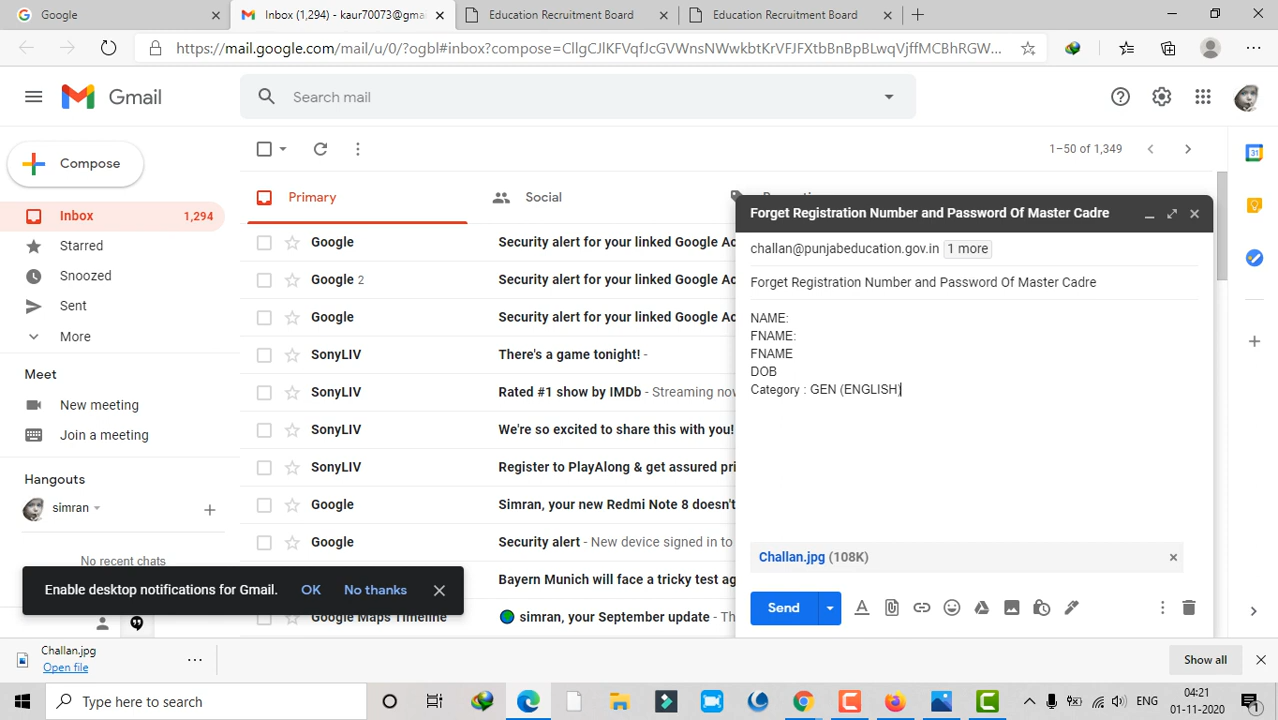 Google
Inbox (1,294) - kaur70073@gma
Education Recruitment Board
Education Recruitment Board
https://mail.google.com/mail/u/0/?ogbl#inbox?compose=CllgCJlKFVqfJcGVWnsNWwkbtKrVFJFXtbBnBpBLwqVjffMCBhRGW...
Gmail
Search mail
Compose
1–50 of 1,349
Inbox 1,294
Starred
Snoozed
Sent
More
Meet
New meeting
Join a meeting
Hangouts
simran
No recent chats
Primary
Social
Google Security alert for your linked Google Ac
Google 2 Security alert for your linked Google Ac
Google Security alert for your linked Google Ac
SonyLIV There's a game tonight! -
SonyLIV Rated #1 show by IMDb - Streaming now
SonyLIV We're so excited to share this with you!
SonyLIV Register to PlayAlong & get assured pri
Google Simran, your new Redmi Note 8 doesn't
Google Security alert - New device signed in to
Bayern Munich will face a tricky test ag
Google Maps Timeline simran, your September update - Th
Enable desktop notifications for Gmail. OK No thanks
Forget Registration Number and Password Of Master Cadre
challan@punjabeducation.gov.in 1 more
Forget Registration Number and Password Of Master Cadre
NAME:
FNAME:
FNAME
DOB
Category : GEN (ENGLISH)
Challan.jpg (108K)
Send
31
Challan.jpg
Open file
Show all
Type here to search
ENG
04:21
01-11-2020
1